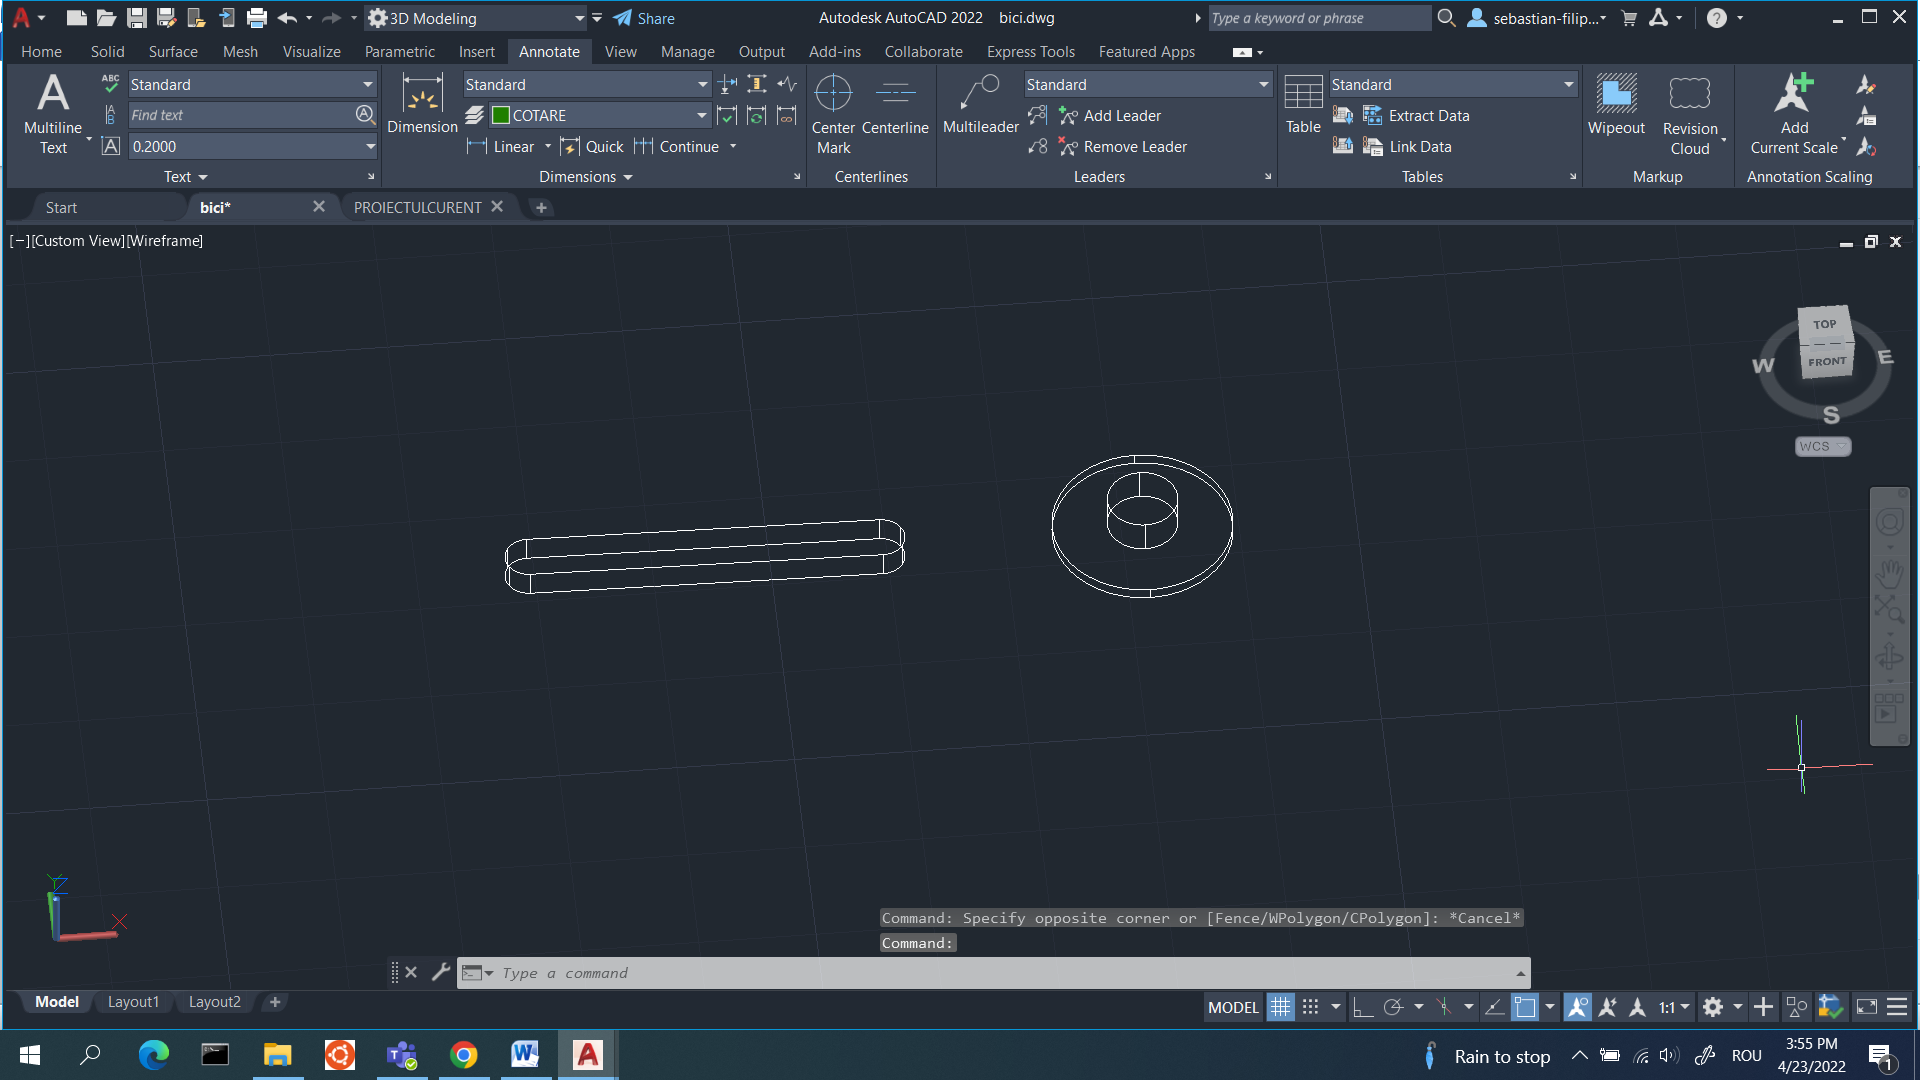 3D Modeling Share Autodesk AutoCAD 2022 bici.dwg Type a keyword or phrase sebastian-filip...
Home Solid Surface Mesh Visualize Parametric Insert Annotate View Manage Output Add-ins Collaborate Express Tools Featured Apps
Multiline Text
ABC Standard
Find text
0.2000
Text
Dimension
Standard
COTARE
Linear Quick Continue
Dimensions
Center Mark
Centerline
Centerlines
Multileader
Standard
Add Leader
Remove Leader
Leaders
Table
Standard
Extract Data
Link Data
Tables
Wipeout
Revision Cloud
Markup
Add Current Scale
Annotation Scaling
Start bici* PROIECTULCURENT
[−][Custom View][Wireframe]
TOP
FRONT
W E
S
WCS
Command: Specify opposite corner or [Fence/WPolygon/CPolygon]: *Cancel*
Command:
Type a command
Model Layout1 Layout2
MODEL 1:1
Rain to stop ROU 3:55 PM
4/23/2022
1